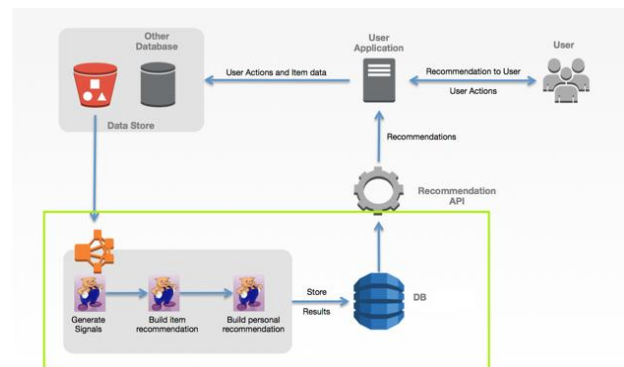 Other
Database
User
Application
User
User Actions and Item data
Recommendation to User
User Actions
Data Store
Recommendations
Recommendation
API
Store
Results
DB
Generate
Signals
Build item
recommendation
Build personal
recommendation